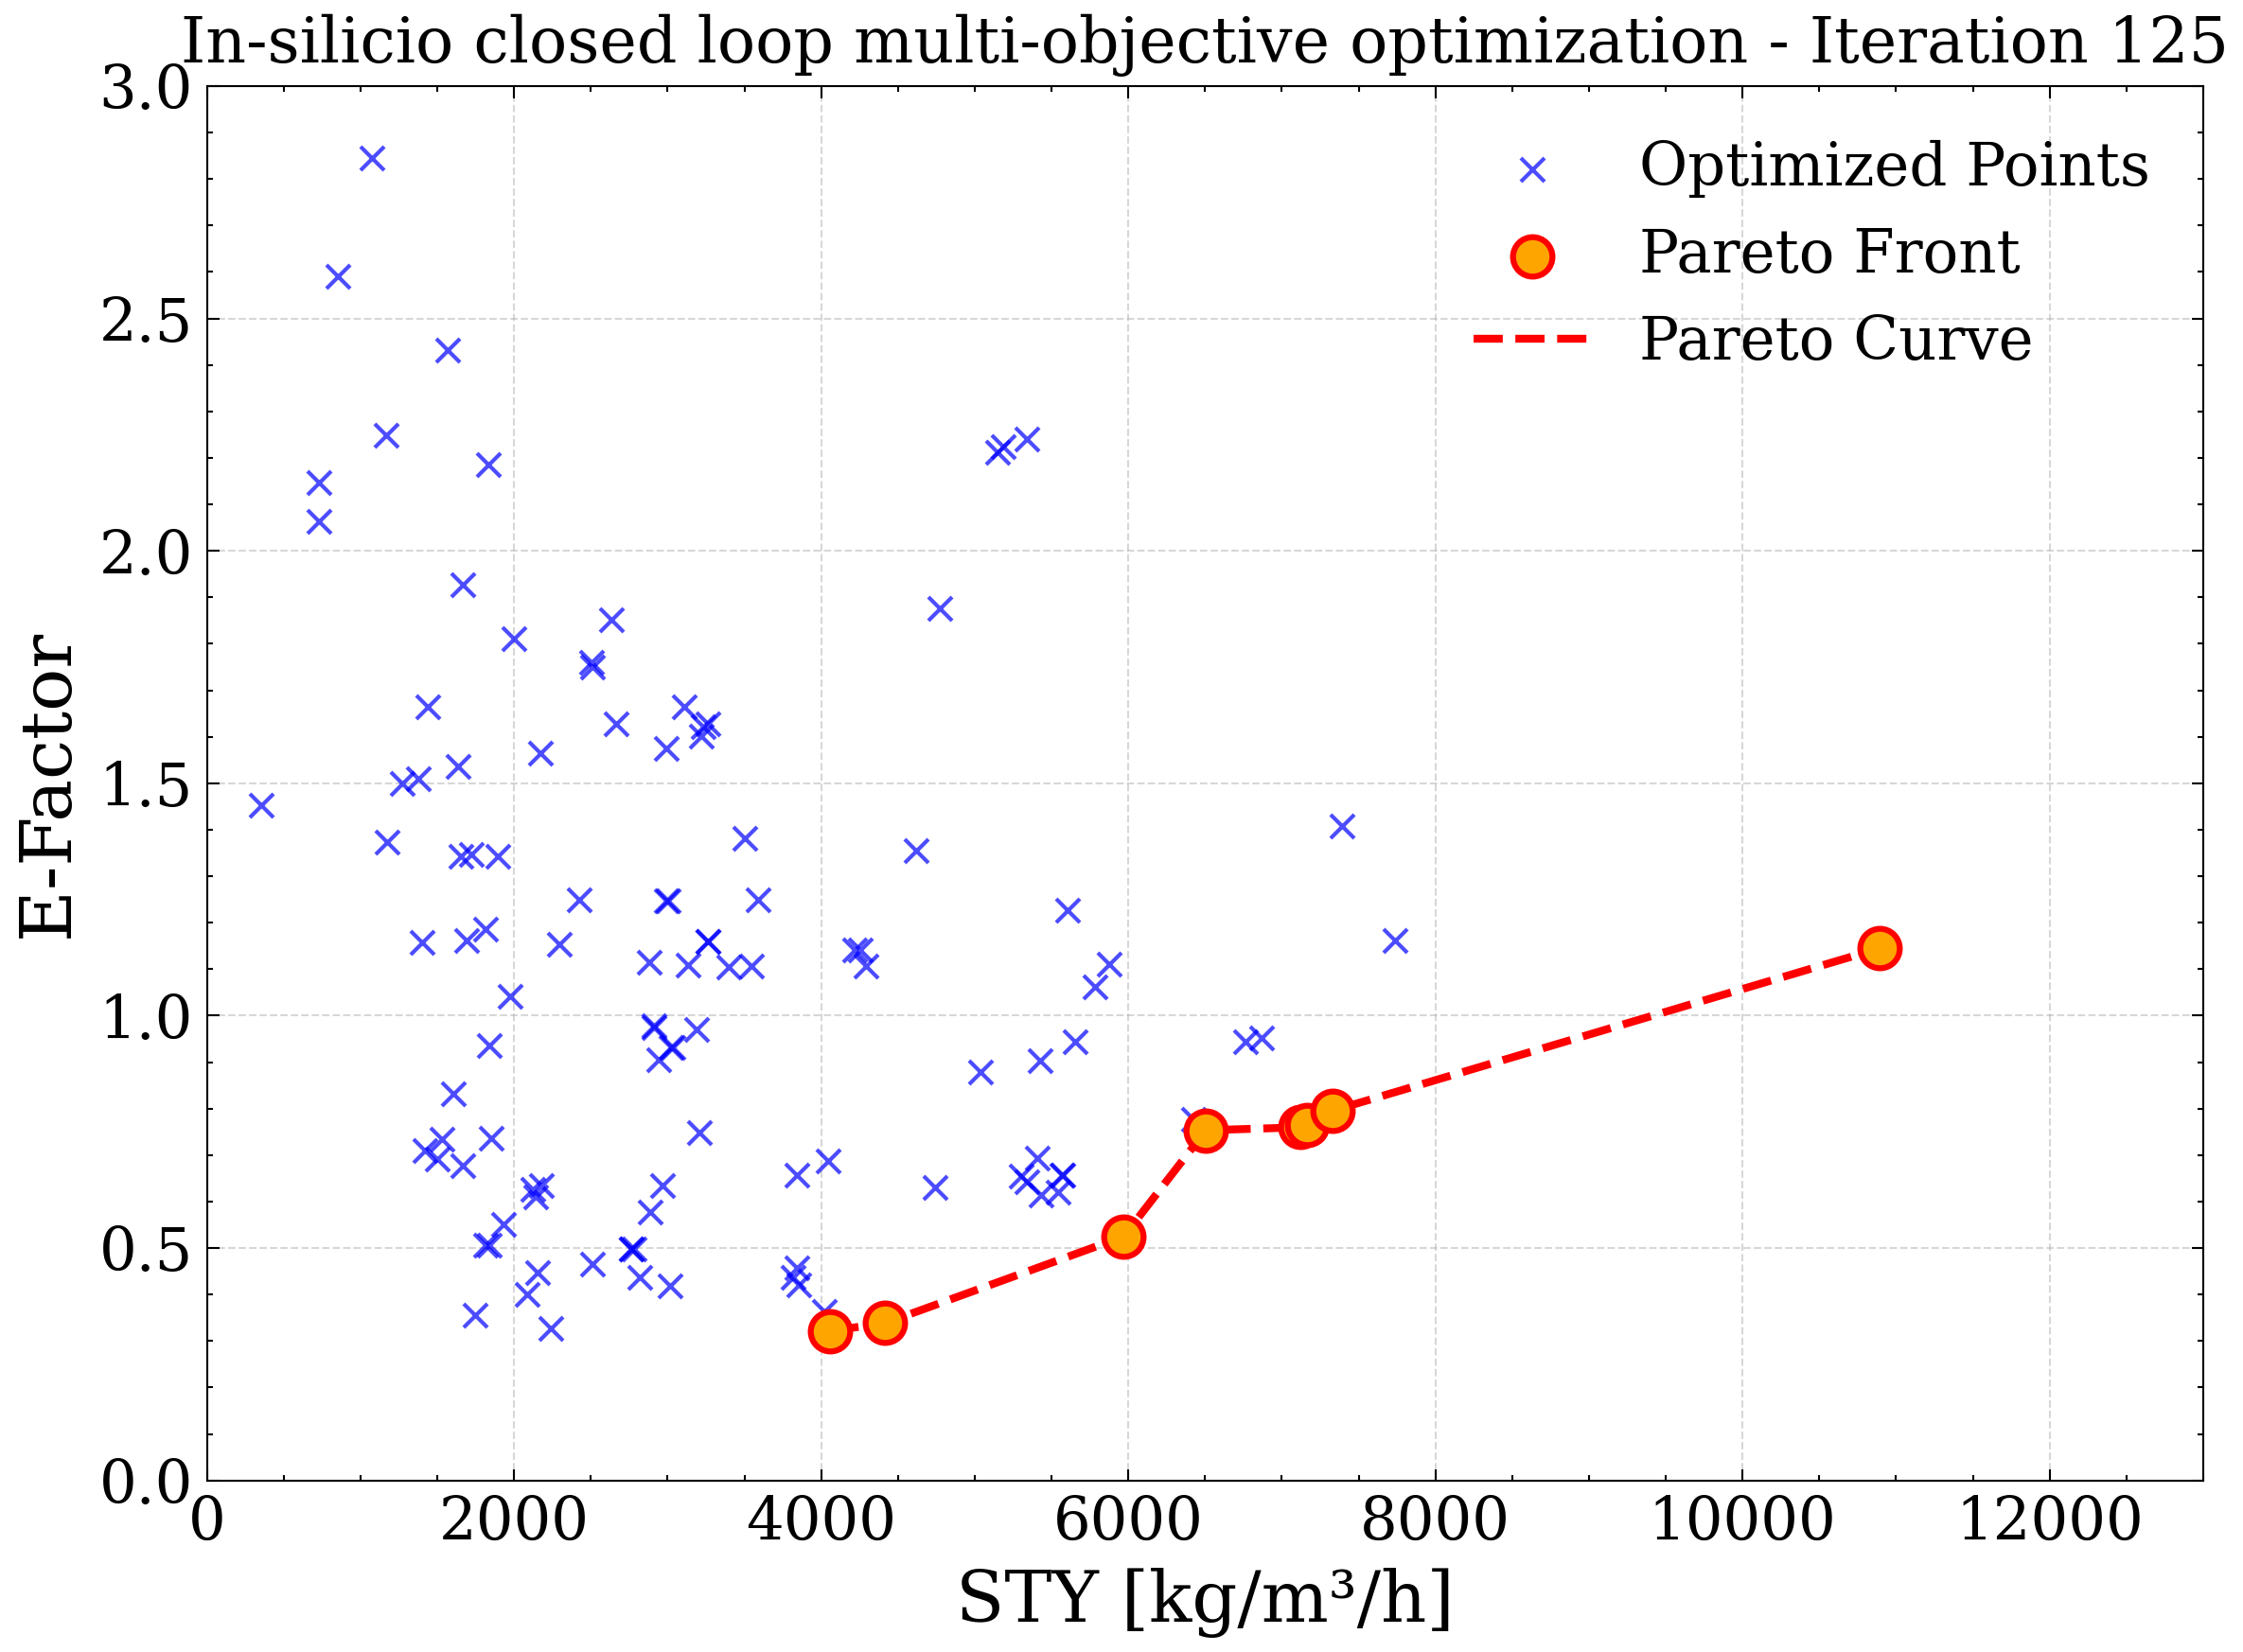 In-silicio closed loop multi-objective optimization - Iteration 125
3.0
2.5
2.0
1.5
1.0
0.5
0.0
E-Factor
Optimized Points
Pareto Front
Pareto Curve
0 2000 4000 6000 8000 10000 12000
STY [kg/m³/h]